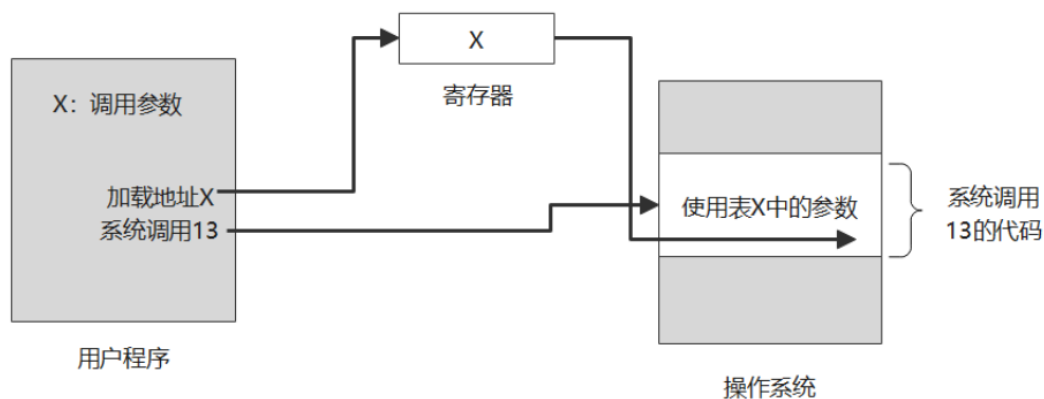 X
寄存器
X：调用参数
加载地址X
系统调用13
用户程序
使用表X中的参数
系统调用
13的代码
操作系统